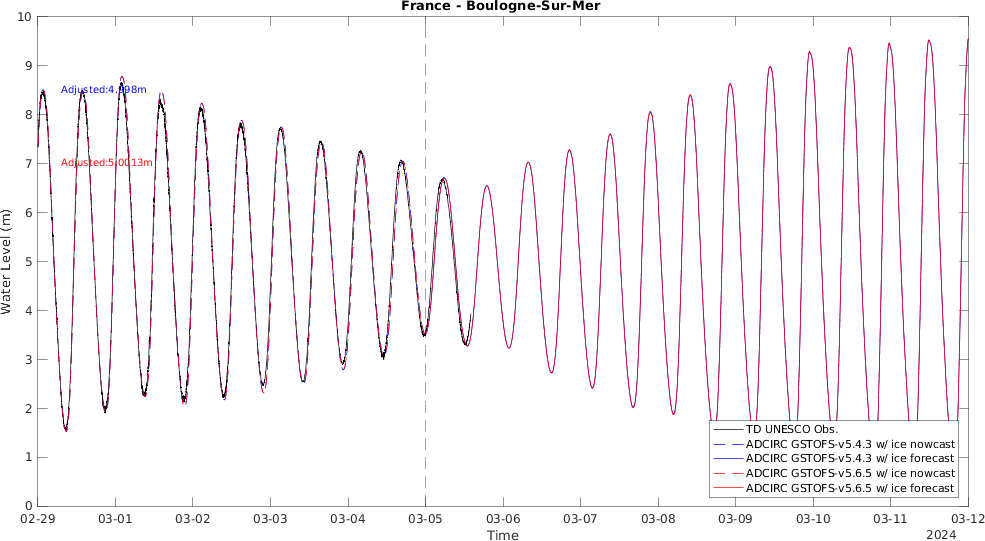 France - Boulogne-Sur-Mer
10
9
8
7
6
5
4
3
2
1
0
Water Level (m)
Adjusted:4.998m
Adjusted:5.0013m
TD UNESCO Obs.
ADCIRC GSTOFS-v5.4.3 w/ ice nowcast
ADCIRC GSTOFS-v5.4.3 w/ ice forecast
ADCIRC GSTOFS-v5.6.5 w/ ice nowcast
ADCIRC GSTOFS-v5.6.5 w/ ice forecast
02-29 03-01 03-02 03-03 03-04 03-05 03-06 03-07 03-08 03-09 03-10 03-11 03-12
Time
2024